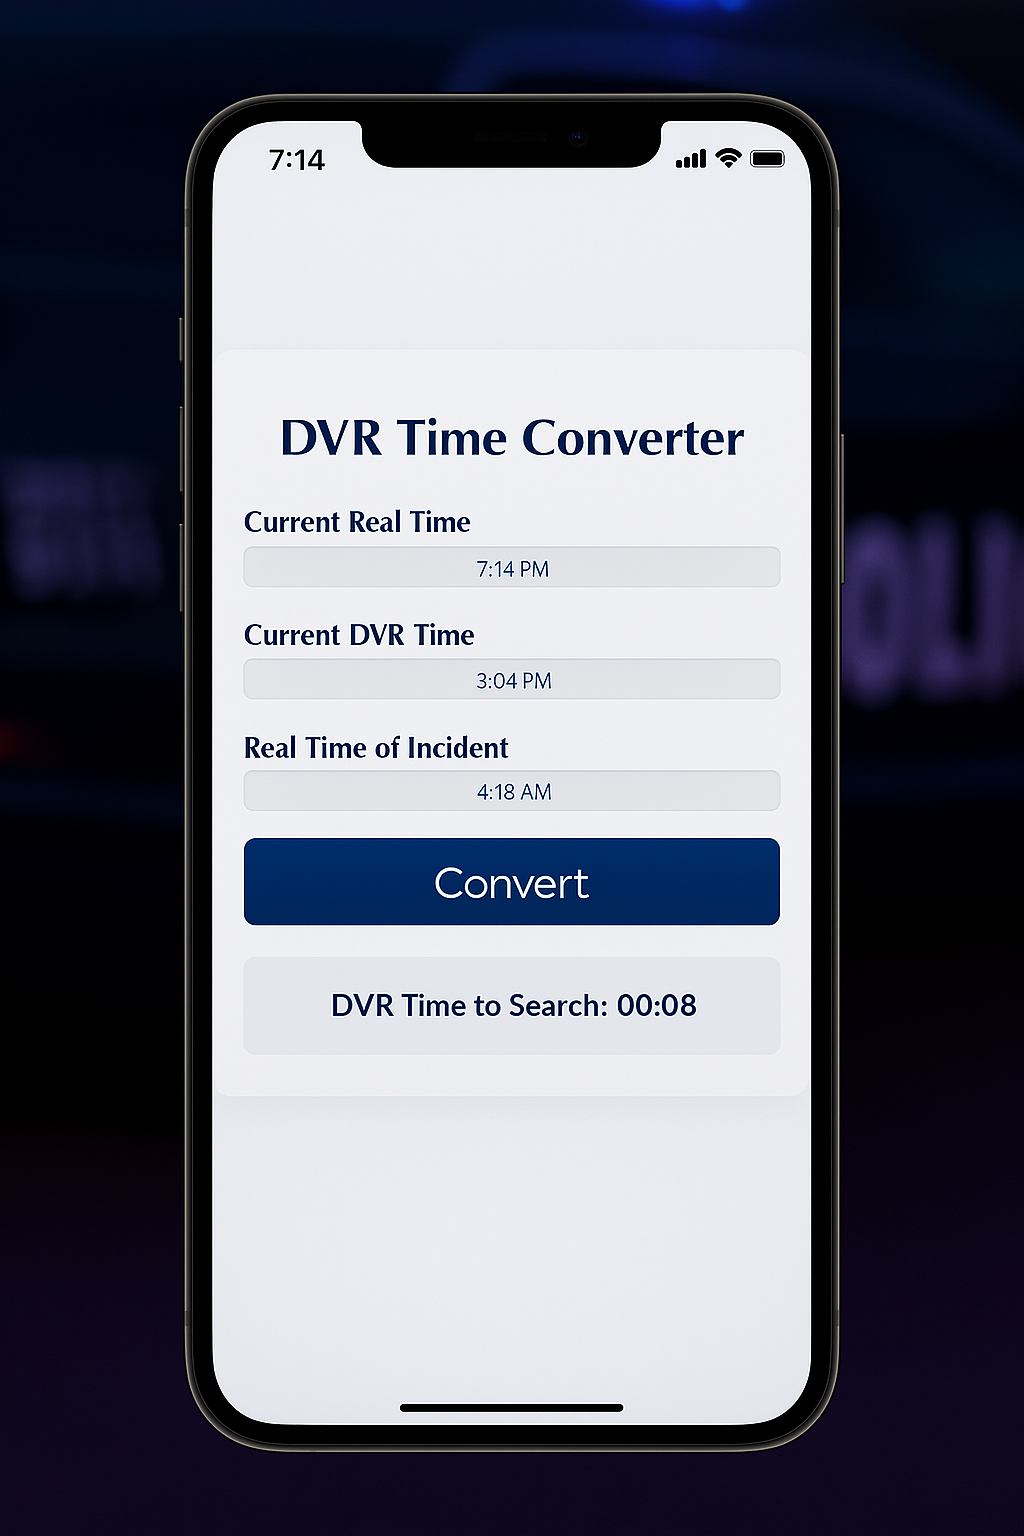 7:14
DVR Time Converter
Current Real Time
7:14 PM
Current DVR Time
3:04 PM
Real Time of Incident
4:18 AM
Convert
DVR Time to Search: 00:08